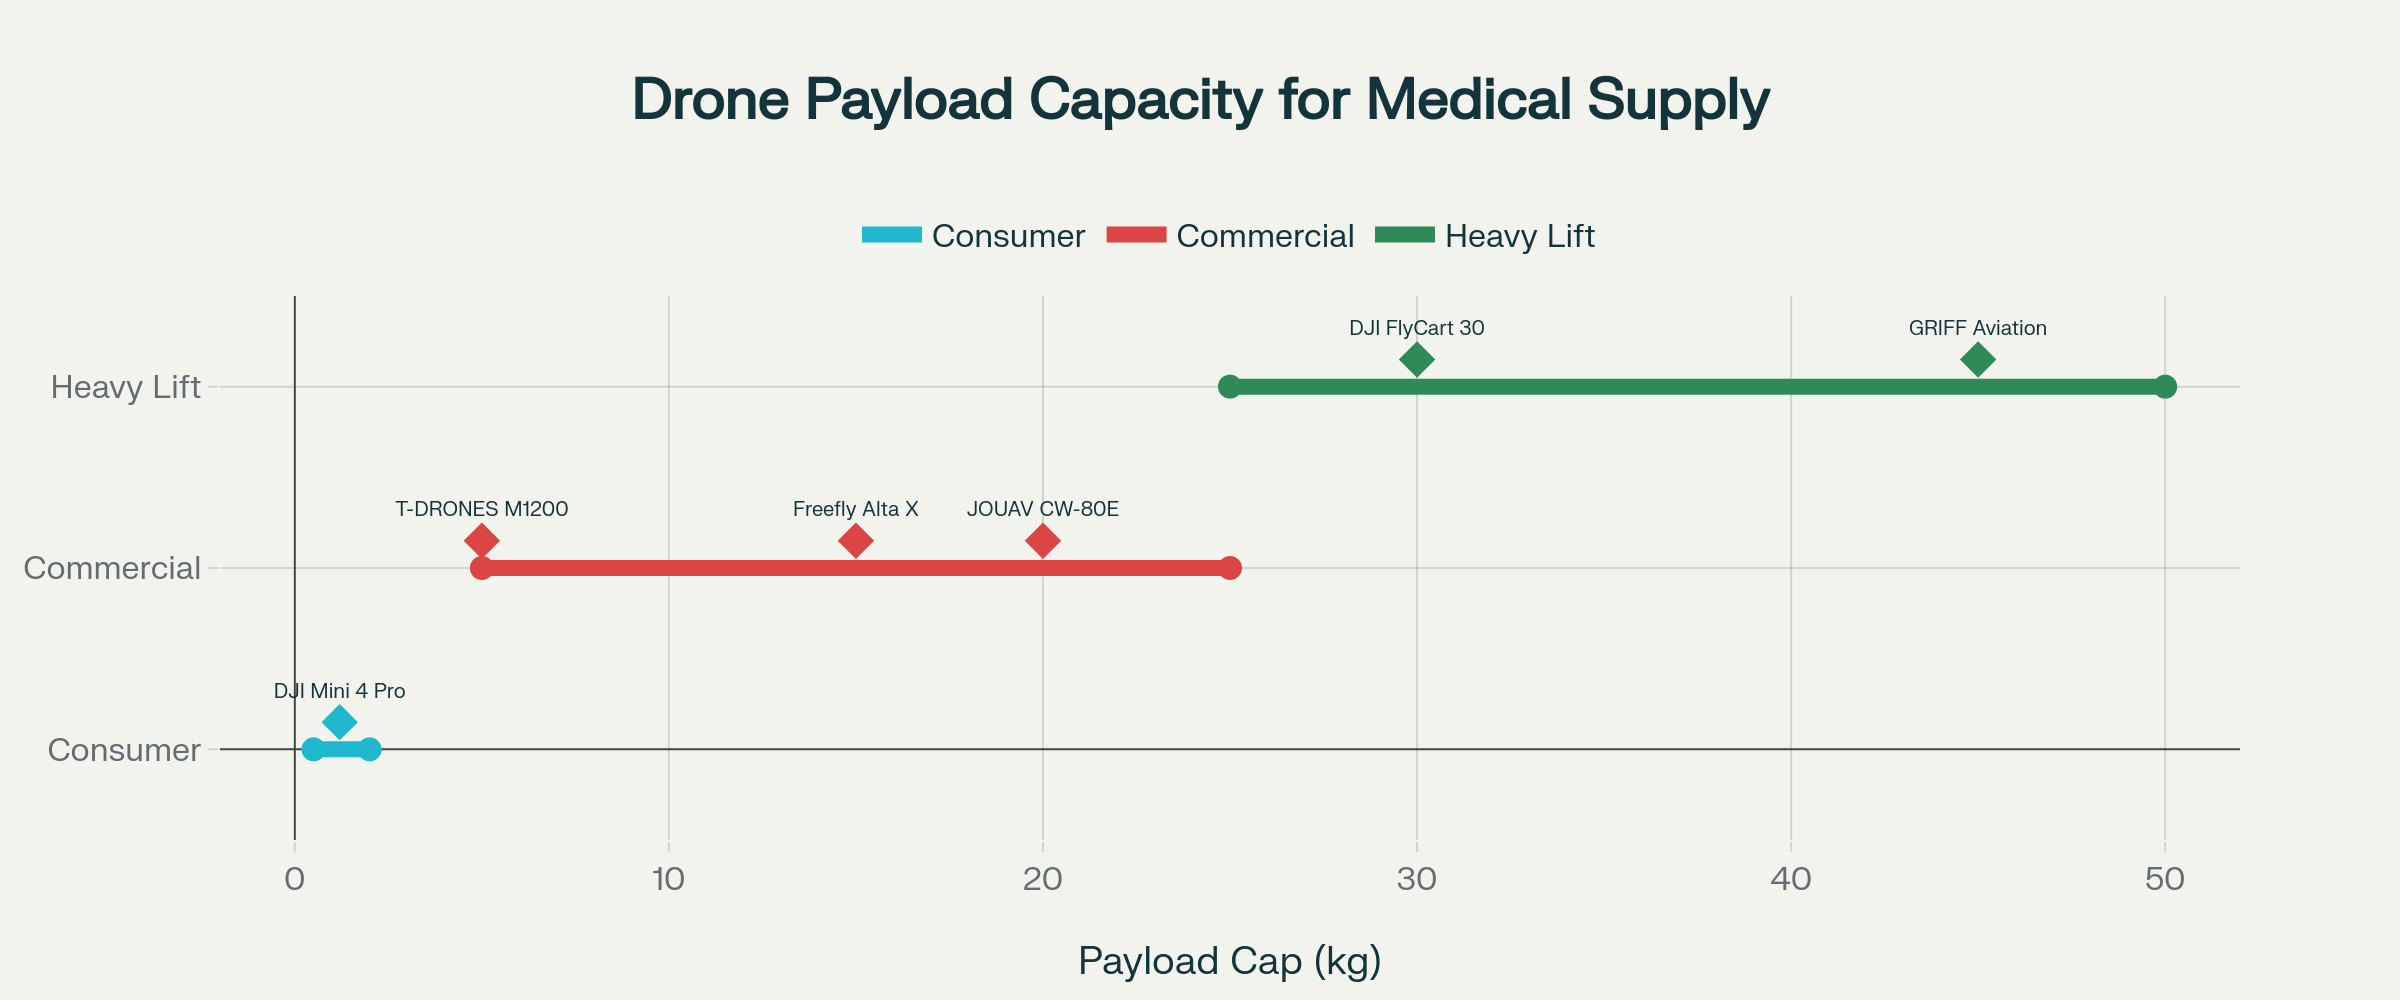 Drone Payload Capacity for Medical Supply
Consumer Commercial Heavy Lift
DJI FlyCart 30 GRIFF Aviation
Heavy Lift
T-DRONES M1200 Freefly Alta X JOUAV CW-80E
Commercial
DJI Mini 4 Pro
Consumer
0 10 20 30 40 50
Payload Cap (kg)